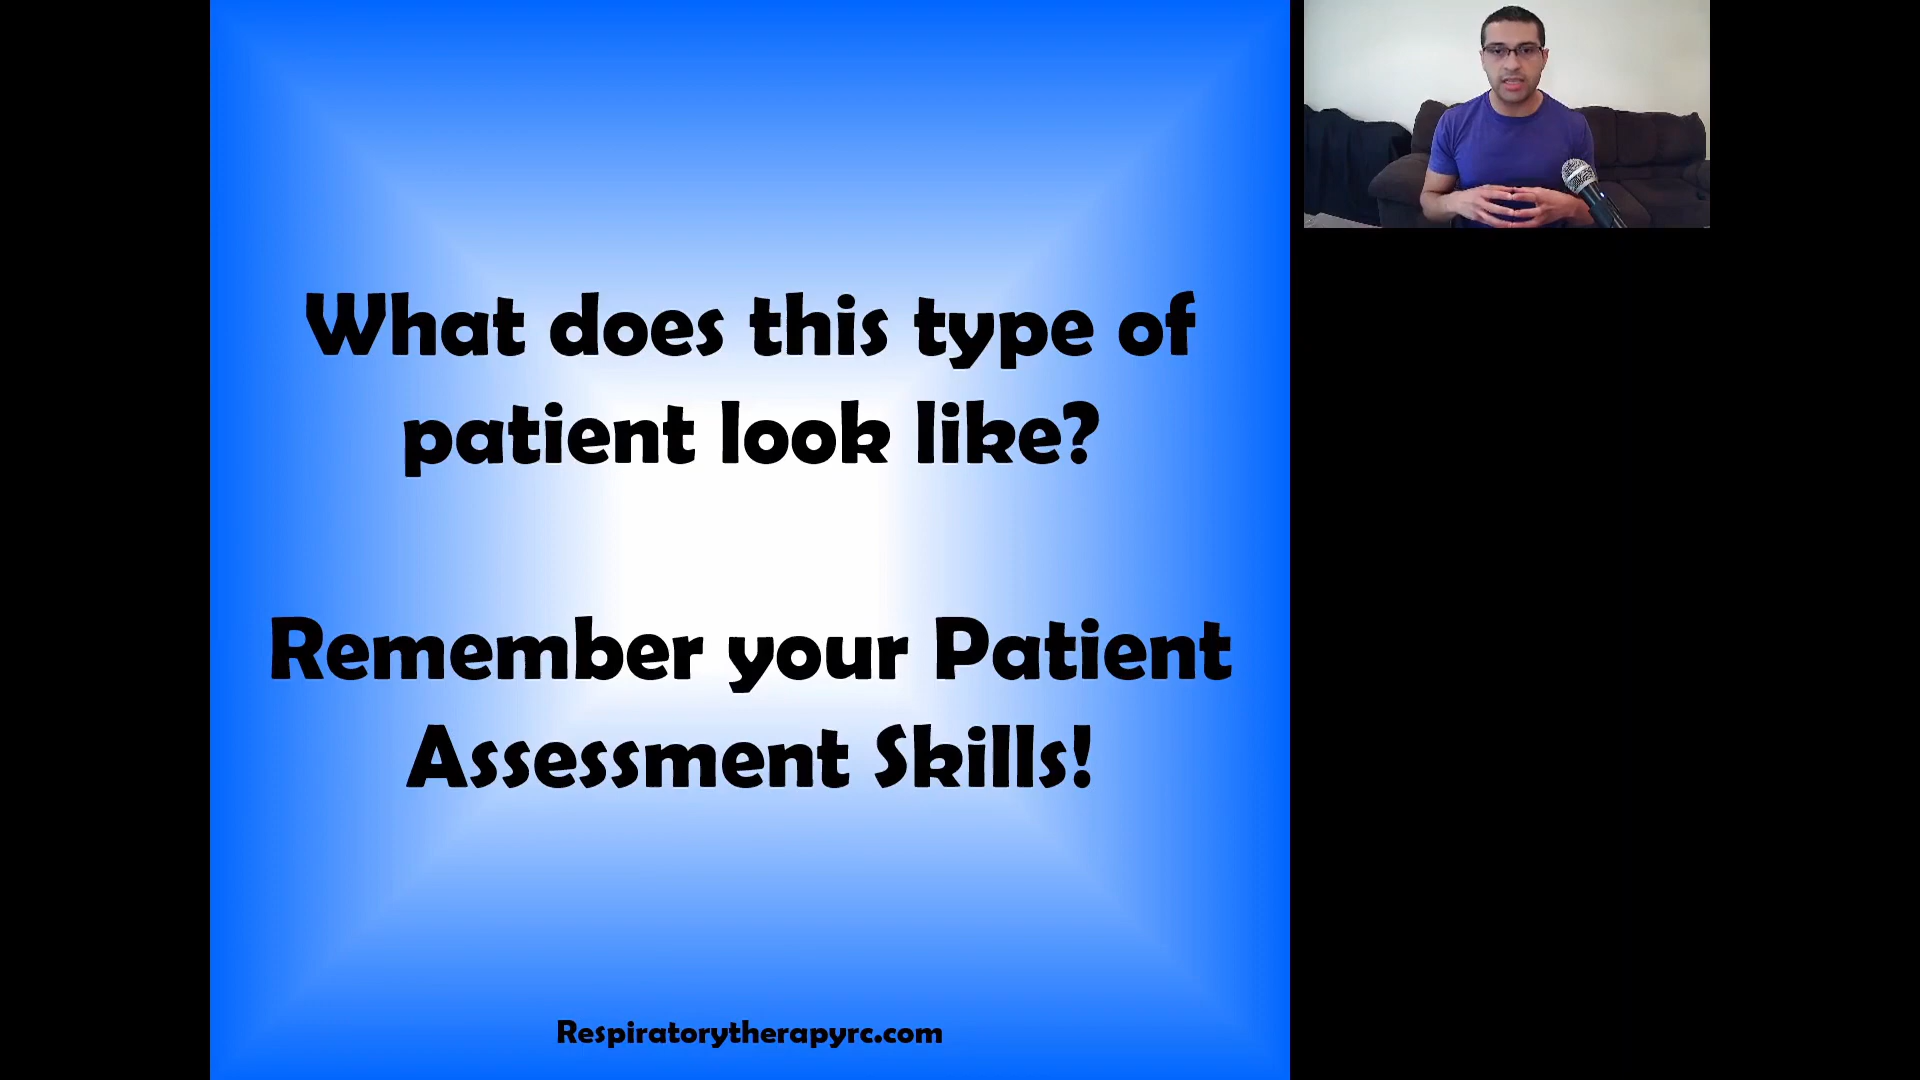 What does this type of
patient look like?
Remember your Patient
Assessment Skills!
Respiratorytherapyrc.com